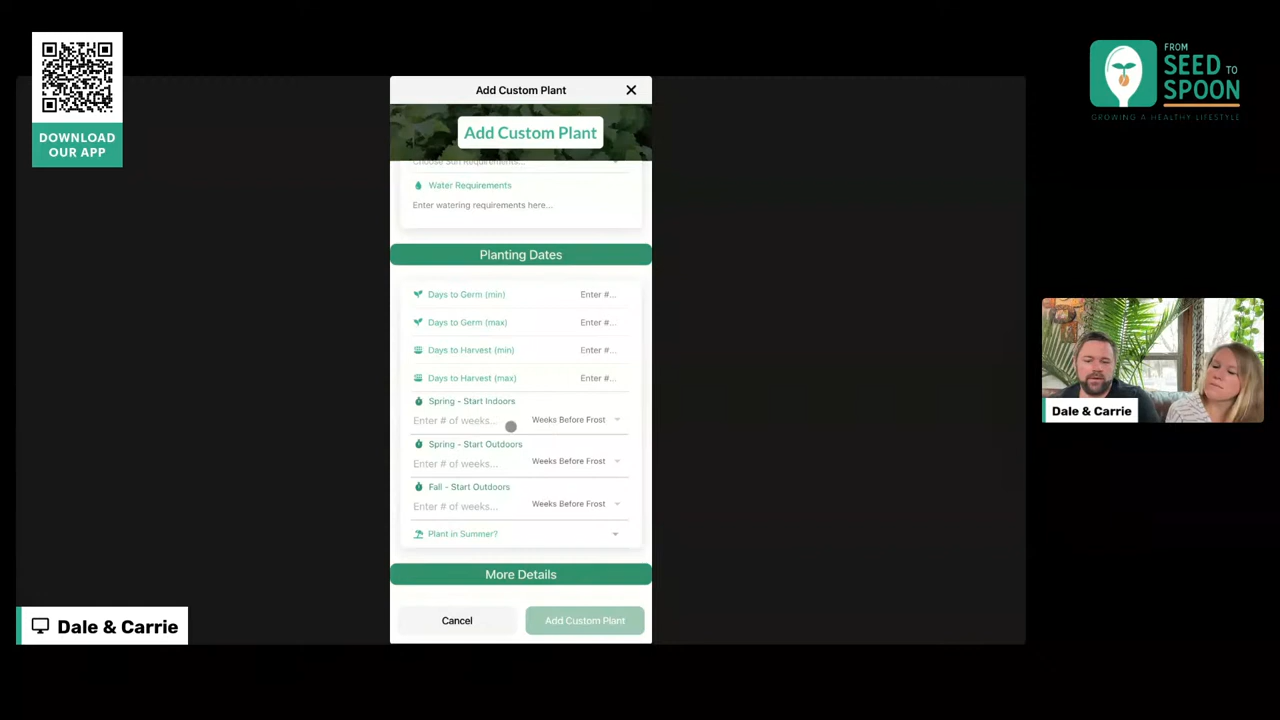 DOWNLOAD
OUR APP
FROM
SEED TO
SPOON
GROWING A HEALTHY LIFESTYLE
Add Custom Plant
Add Custom Plant
Choose Sun Requirements...
Water Requirements
Enter watering requirements here...
Planting Dates
Days to Germ (min) Enter #...
Days to Germ (max) Enter #...
Days to Harvest (min) Enter #...
Days to Harvest (max) Enter #...
Spring - Start Indoors
Enter # of weeks... Weeks Before Frost
Spring - Start Outdoors
Enter # of weeks... Weeks Before Frost
Fall - Start Outdoors
Enter # of weeks... Weeks Before Frost
Plant in Summer?
More Details
Cancel Add Custom Plant
Dale & Carrie
Dale & Carrie